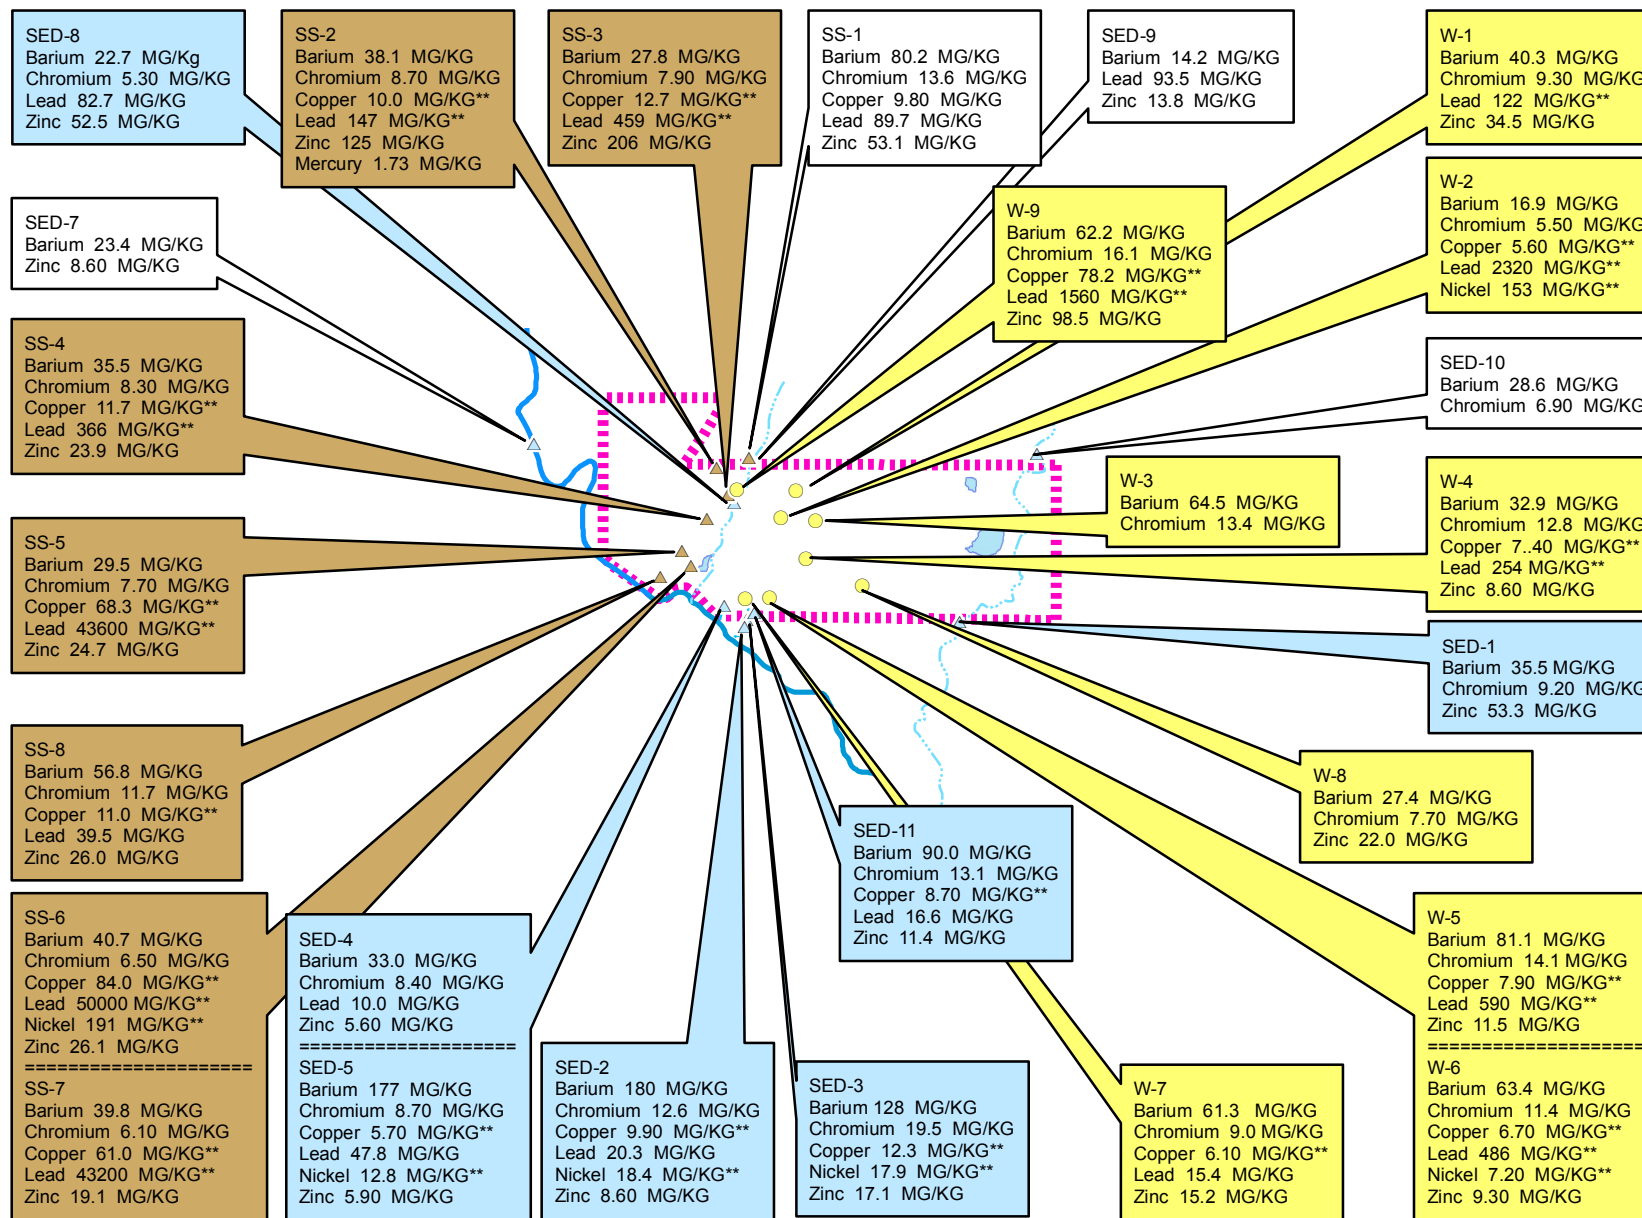 SED-8
Barium 22.7 MG/Kg
Chromium 5.30 MG/KG
Lead 82.7 MG/KG
Zinc 52.5 MG/KG
SS-2
Barium 38.1 MG/KG
Chromium 8.70 MG/KG
Copper 10.0 MG/KG**
Lead 147 MG/KG**
Zinc 125 MG/KG
Mercury 1.73 MG/KG
SS-3
Barium 27.8 MG/KG
Chromium 7.90 MG/KG
Copper 12.7 MG/KG**
Lead 459 MG/KG**
Zinc 206 MG/KG
SS-1
Barium 80.2 MG/KG
Chromium 13.6 MG/KG
Copper 9.80 MG/KG
Lead 89.7 MG/KG
Zinc 53.1 MG/KG
SED-9
Barium 14.2 MG/KG
Lead 93.5 MG/KG
Zinc 13.8 MG/KG
W-1
Barium 40.3 MG/KG
Chromium 9.30 MG/KG
Lead 122 MG/KG**
Zinc 34.5 MG/KG
W-2
Barium 16.9 MG/KG
Chromium 5.50 MG/KG
Copper 5.60 MG/KG**
Lead 2320 MG/KG**
Nickel 153 MG/KG**
W-9
Barium 62.2 MG/KG
Chromium 16.1 MG/KG
Copper 78.2 MG/KG**
Lead 1560 MG/KG**
Zinc 98.5 MG/KG
SED-7
Barium 23.4 MG/KG
Zinc 8.60 MG/KG
SS-4
Barium 35.5 MG/KG
Chromium 8.30 MG/KG
Copper 11.7 MG/KG**
Lead 366 MG/KG**
Zinc 23.9 MG/KG
SED-10
Barium 28.6 MG/KG
Chromium 6.90 MG/KG
W-3
Barium 64.5 MG/KG
Chromium 13.4 MG/KG
W-4
Barium 32.9 MG/KG
Chromium 12.8 MG/KG
Copper 7..40 MG/KG**
Lead 254 MG/KG**
Zinc 8.60 MG/KG
SS-5
Barium 29.5 MG/KG
Chromium 7.70 MG/KG
Copper 68.3 MG/KG**
Lead 43600 MG/KG**
Zinc 24.7 MG/KG
SED-1
Barium 35.5 MG/KG
Chromium 9.20 MG/KG
Zinc 53.3 MG/KG
SS-8
Barium 56.8 MG/KG
Chromium 11.7 MG/KG
Copper 11.0 MG/KG**
Lead 39.5 MG/KG
Zinc 26.0 MG/KG
W-8
Barium 27.4 MG/KG
Chromium 7.70 MG/KG
Zinc 22.0 MG/KG
SED-11
Barium 90.0 MG/KG
Chromium 13.1 MG/KG
Copper 8.70 MG/KG**
Lead 16.6 MG/KG
Zinc 11.4 MG/KG
SS-6
Barium 40.7 MG/KG
Chromium 6.50 MG/KG
Copper 84.0 MG/KG**
Lead 50000 MG/KG**
Nickel 191 MG/KG**
Zinc 26.1 MG/KG
=====================
SS-7
Barium 39.8 MG/KG
Chromium 6.10 MG/KG
Copper 61.0 MG/KG**
Lead 43200 MG/KG**
Zinc 19.1 MG/KG
SED-4
Barium 33.0 MG/KG
Chromium 8.40 MG/KG
Lead 10.0 MG/KG
Zinc 5.60 MG/KG
====================
SED-5
Barium 177 MG/KG
Chromium 8.70 MG/KG
Copper 5.70 MG/KG**
Lead 47.8 MG/KG
Nickel 12.8 MG/KG**
Zinc 5.90 MG/KG
SED-2
Barium 180 MG/KG
Chromium 12.6 MG/KG
Copper 9.90 MG/KG**
Lead 20.3 MG/KG
Nickel 18.4 MG/KG**
Zinc 8.60 MG/KG
SED-3
Barium 128 MG/KG
Chromium 19.5 MG/KG
Copper 12.3 MG/KG**
Nickel 17.9 MG/KG**
Zinc 17.1 MG/KG
W-7
Barium 61.3 MG/KG
Chromium 9.0 MG/KG
Copper 6.10 MG/KG**
Lead 15.4 MG/KG
Zinc 15.2 MG/KG
W-5
Barium 81.1 MG/KG
Chromium 14.1 MG/KG
Copper 7.90 MG/KG**
Lead 590 MG/KG**
Zinc 11.5 MG/KG
====================
W-6
Barium 63.4 MG/KG
Chromium 11.4 MG/KG
Copper 6.70 MG/KG**
Lead 486 MG/KG**
Nickel 7.20 MG/KG**
Zinc 9.30 MG/KG